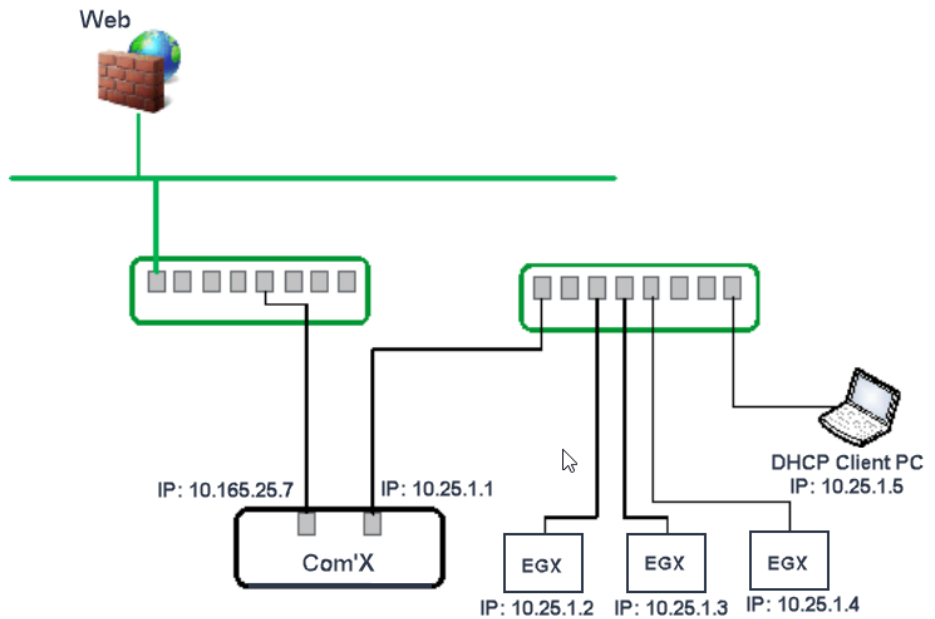 Web
IP: 10.165.25.7
IP: 10.25.1.1
Com'X
DHCP Client PC
IP: 10.25.1.5
EGX
EGX
EGX
IP: 10.25.1.2
IP: 10.25.1.3
IP: 10.25.1.4